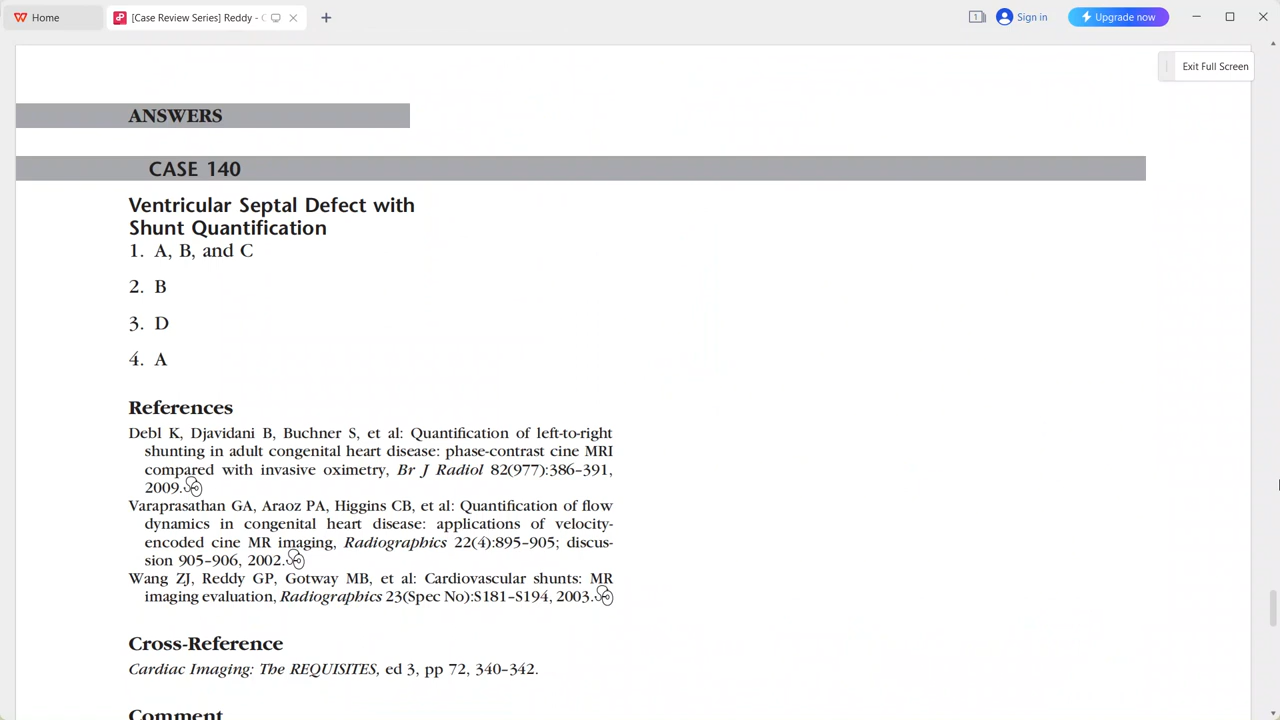 Home
[Case Review Series] Reddy - C
1
Sign in
Upgrade now
Exit Full Screen
ANSWERS
CASE 140
Ventricular Septal Defect with
Shunt Quantification
1. A, B, and C
2. B
3. D
4. A
References
Debl K, Djavidani B, Buchner S, et al: Quantification of left-to-right
shunting in adult congenital heart disease: phase-contrast cine MRI
compared with invasive oximetry, Br J Radiol 82(977):386–391,
2009.
Varaprasathan GA, Araoz PA, Higgins CB, et al: Quantification of flow
dynamics in congenital heart disease: applications of velocity-
encoded cine MR imaging, Radiographics 22(4):895–905; discus-
sion 905–906, 2002.
Wang ZJ, Reddy GP, Gotway MB, et al: Cardiovascular shunts: MR
imaging evaluation, Radiographics 23(Spec No):S181–S194, 2003.
Cross-Reference
Cardiac Imaging: The REQUISITES, ed 3, pp 72, 340–342.
Comment